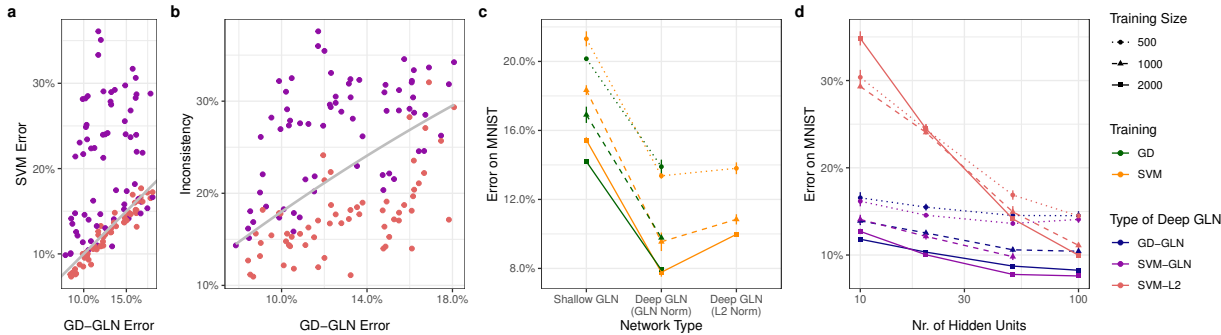 a
SVM Error
30%
20%
10%
10.0%
15.0%
GD−GLN Error
b
Inconsistency
30%
20%
10%
10.0%
14.0%
18.0%
GD−GLN Error
c
Error on MNIST
20.0%
16.0%
12.0%
8.0%
Shallow GLN
Deep GLN
(GLN Norm)
Deep GLN
(L2 Norm)
Network Type
d
Error on MNIST
30%
20%
10%
10
30
100
Nr. of Hidden Units
Training Size
500
1000
2000
Training
GD
SVM
Type of Deep GLN
GD−GLN
SVM−GLN
SVM−L2